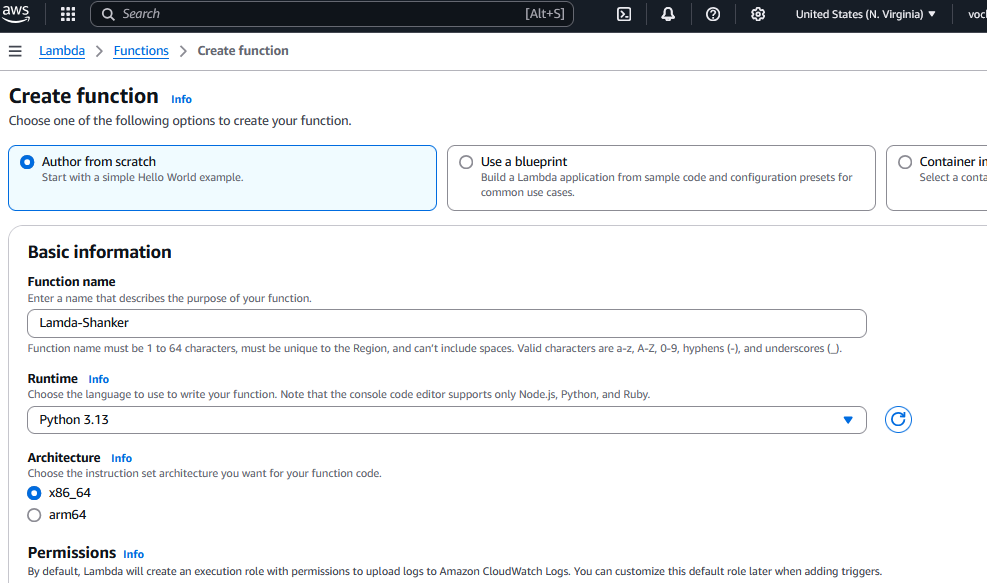 aws Search [Alt+S] United States (N. Virginia) ▼
Lambda > Functions > Create function
Create function Info
Choose one of the following options to create your function.
Author from scratch
Start with a simple Hello World example.
Use a blueprint
Build a Lambda application from sample code and configuration presets for
common use cases.
Container
Select a
Basic information
Function name
Enter a name that describes the purpose of your function.
Lamda-Shanker
Function name must be 1 to 64 characters, must be unique to the Region, and can't include spaces. Valid characters are a-z, A-Z, 0-9, hyphens (-), and underscores (_).
Runtime Info
Choose the language to use to write your function. Note that the console code editor supports only Node.js, Python, and Ruby.
Python 3.13
Architecture Info
Choose the instruction set architecture you want for your function code.
x86_64
arm64
Permissions Info
By default, Lambda will create an execution role with permissions to upload logs to Amazon CloudWatch Logs. You can customize this default role later when adding triggers.